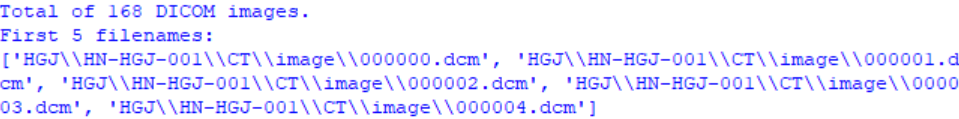 Total of 168 DICOM images.
First 5 filenames:
['HGJ\\HN-HGJ-001\\CT\\image\\000000.dcm', 'HGJ\\HN-HGJ-001\\CT\\image\\000001.d
cm', 'HGJ\\HN-HGJ-001\\CT\\image\\000002.dcm', 'HGJ\\HN-HGJ-001\\CT\\image\\0000
03.dcm', 'HGJ\\HN-HGJ-001\\CT\\image\\000004.dcm']